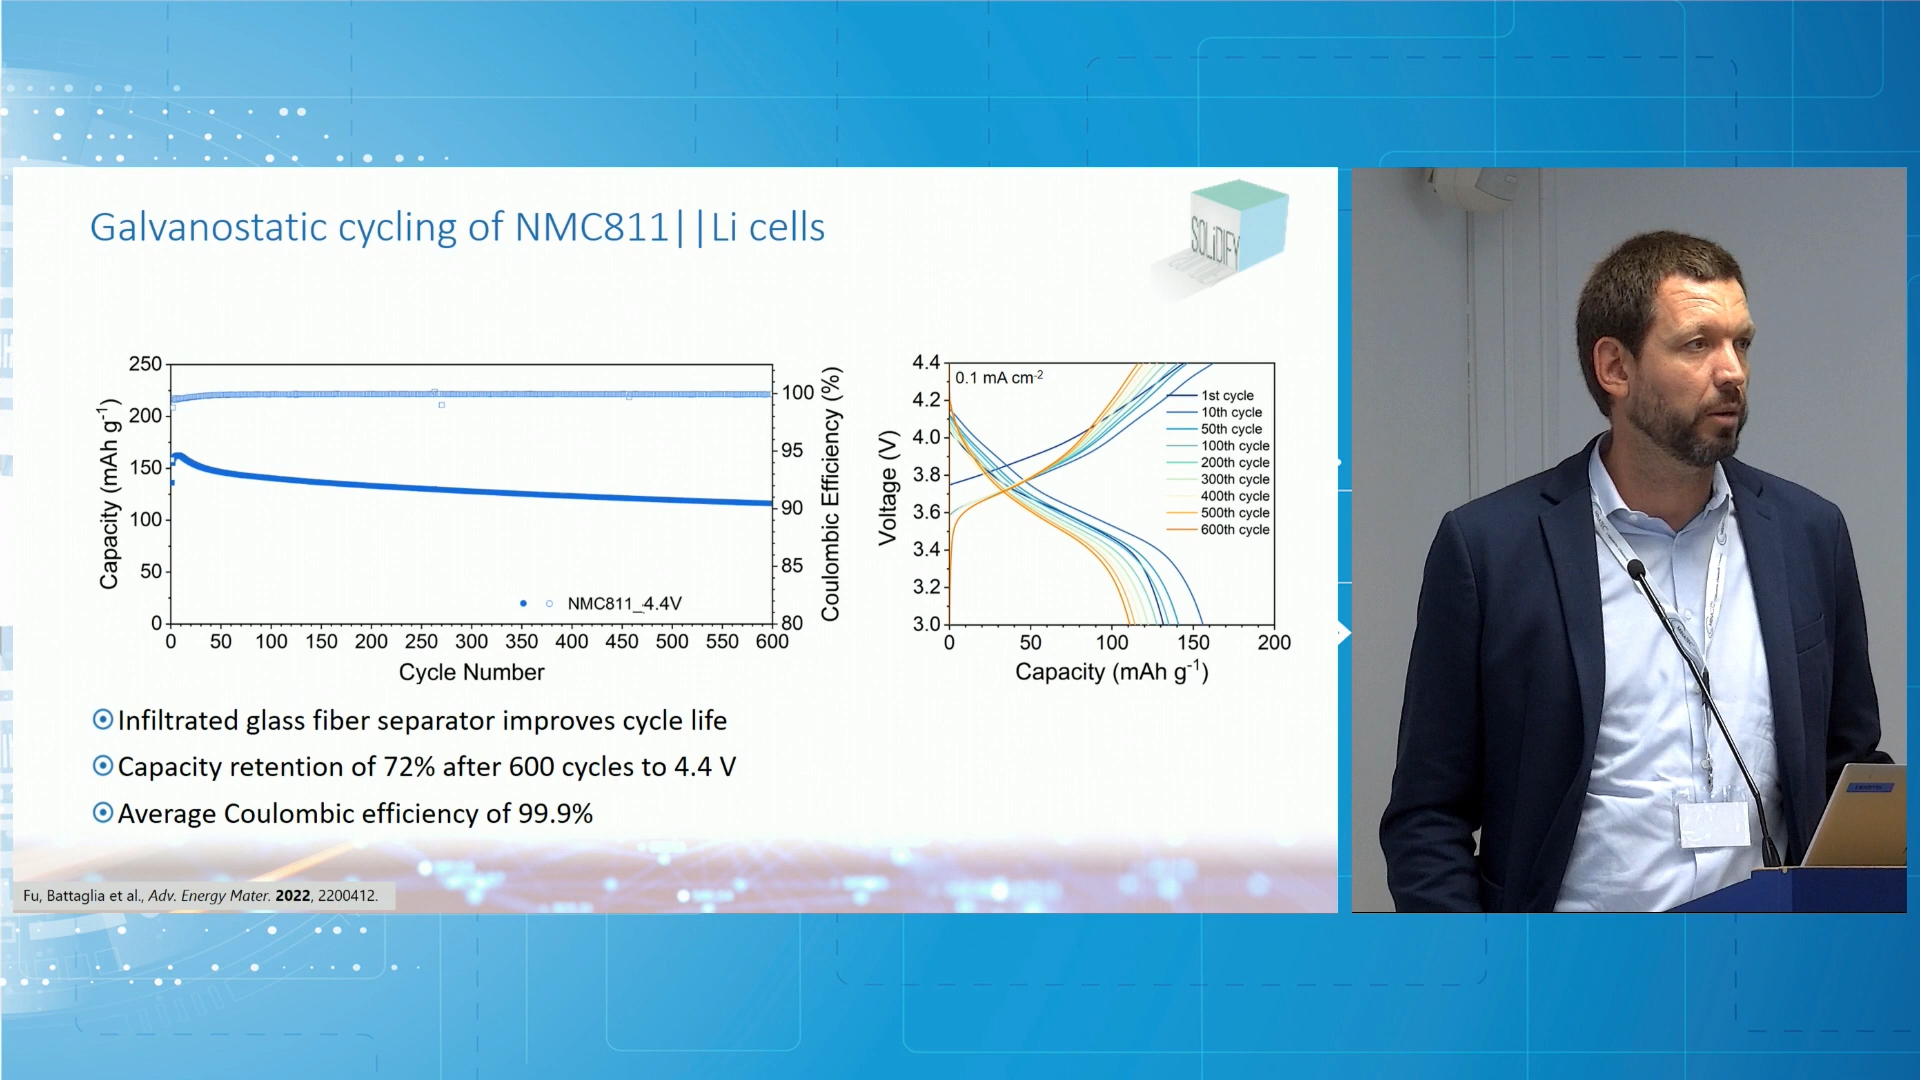 Galvanostatic cycling of NMC811||Li cells
SOLiDIFY
250
200
150
100
50
0
Capacity (mAh g-1)
100
95
90
85
80
Coulombic Efficiency (%)
NMC811_4.4V
0 50 100 150 200 250 300 350 400 450 500 550 600
Cycle Number
4.4
4.2
4.0
3.8
3.6
3.4
3.2
3.0
Voltage (V)
0.1 mA cm-2
1st cycle
10th cycle
50th cycle
100th cycle
200th cycle
300th cycle
400th cycle
500th cycle
600th cycle
0 50 100 150 200
Capacity (mAh g-1)
Infiltrated glass fiber separator improves cycle life
Capacity retention of 72% after 600 cycles to 4.4 V
Average Coulombic efficiency of 99.9%
Fu, Battaglia et al., Adv. Energy Mater. 2022, 2200412.